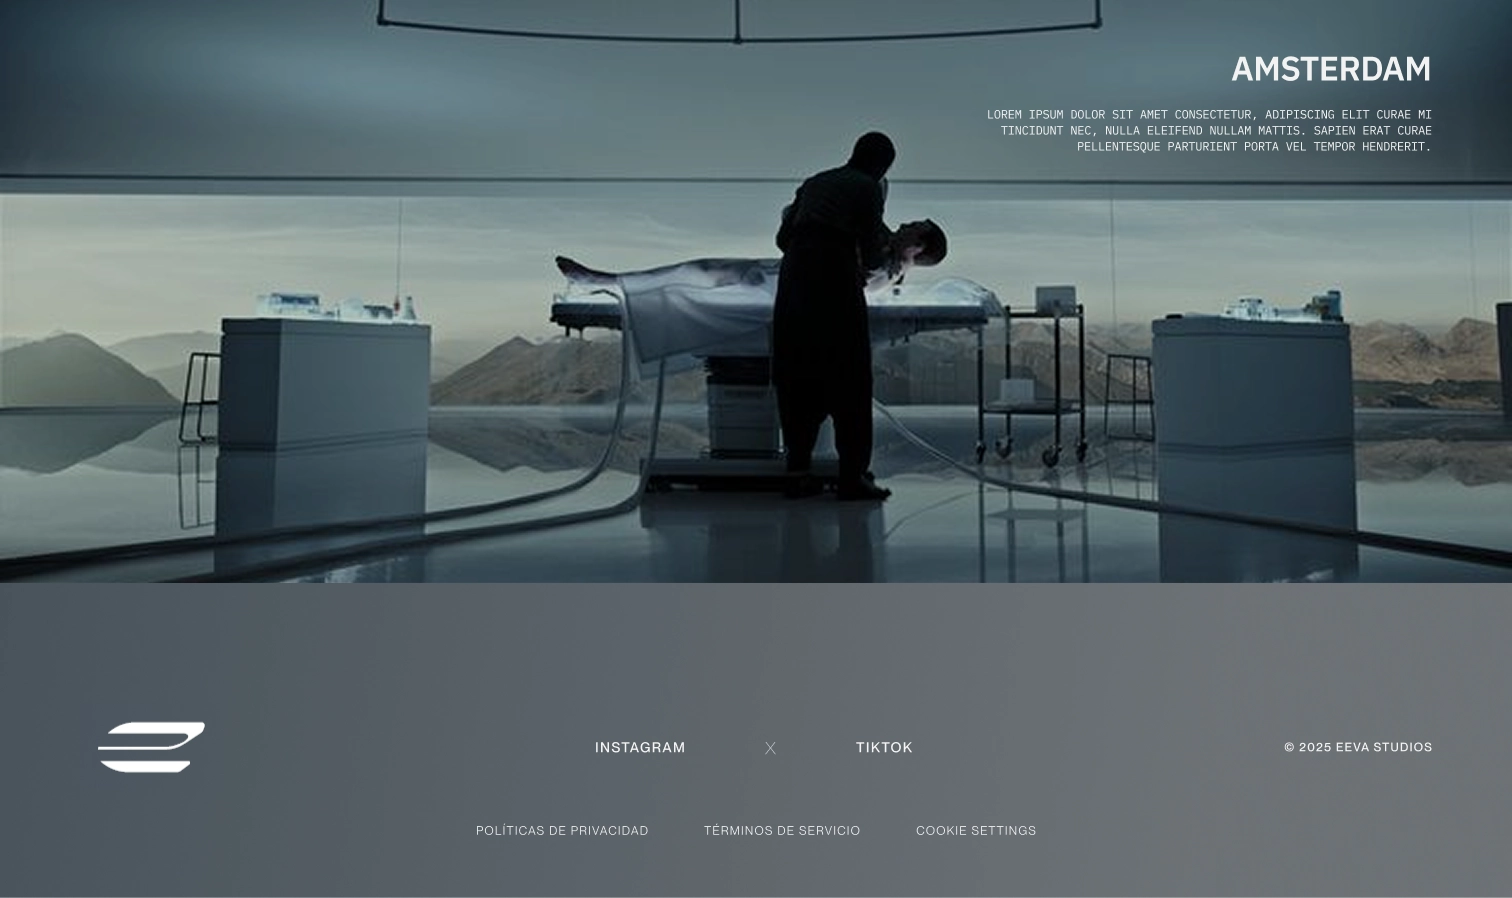 AMSTERDAM
LOREM IPSUM DOLOR SIT AMET CONSECTETUR, ADIPISCING ELIT CURAE MI
TINCIDUNT NEC, NULLA ELEIFEND NULLAM MATTIS. SAPIEN ERAT CURAE
PELLENTESQUE PARTURIENT PORTA VEL TEMPOR HENDRERIT.
INSTAGRAM X TIKTOK © 2025 EEVA STUDIOS
POLÍTICAS DE PRIVACIDAD TÉRMINOS DE SERVICIO COOKIE SETTINGS